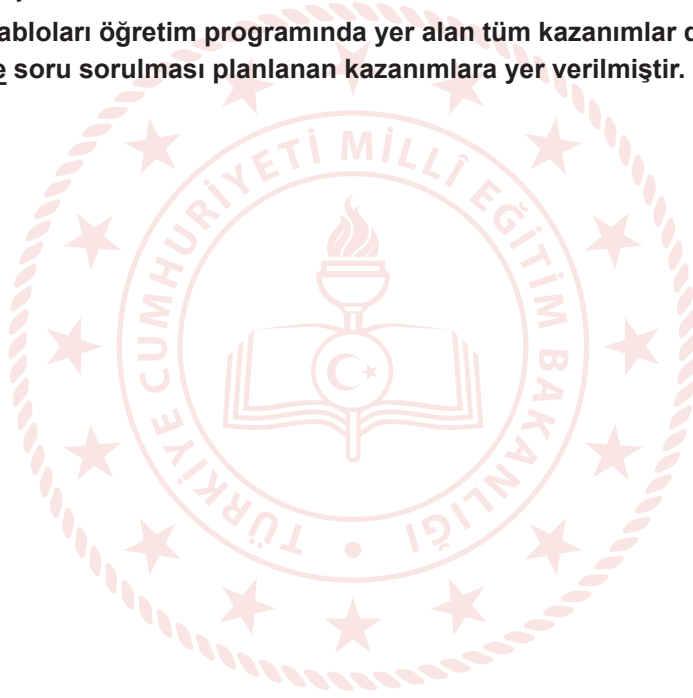 abloları öğretim programında yer alan tüm kazanımlar
soru sorulması planlanan kazanımlara yer verilmiştir.
TÜRKİYE CUMHURİYETİ MİLLÎ EĞİTİM BAKANLIĞI